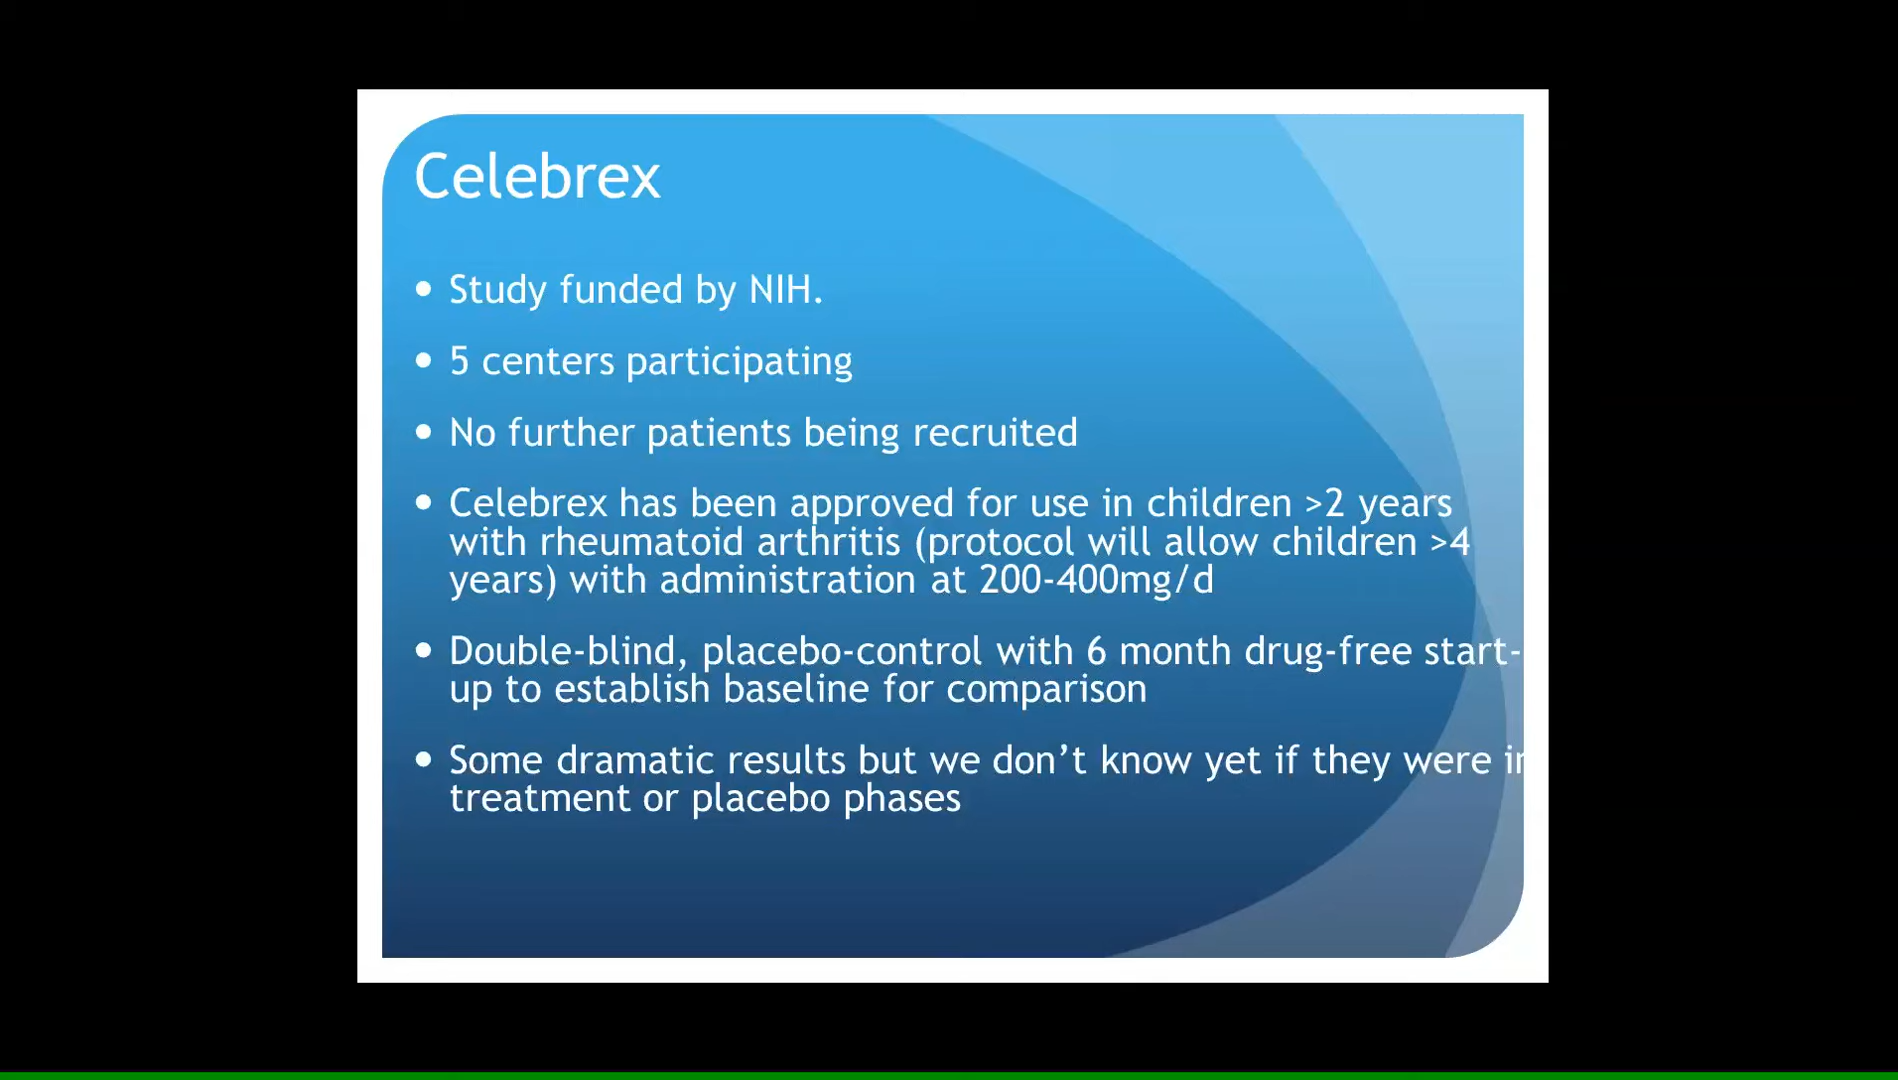 Celebrex
• Study funded by NIH.
• 5 centers participating
• No further patients being recruited
• Celebrex has been approved for use in children >2 years
with rheumatoid arthritis (protocol will allow children >4
years) with administration at 200-400mg/d
• Double-blind, placebo-control with 6 month drug-free start-
up to establish baseline for comparison
• Some dramatic results but we don’t know yet if they were in
treatment or placebo phases